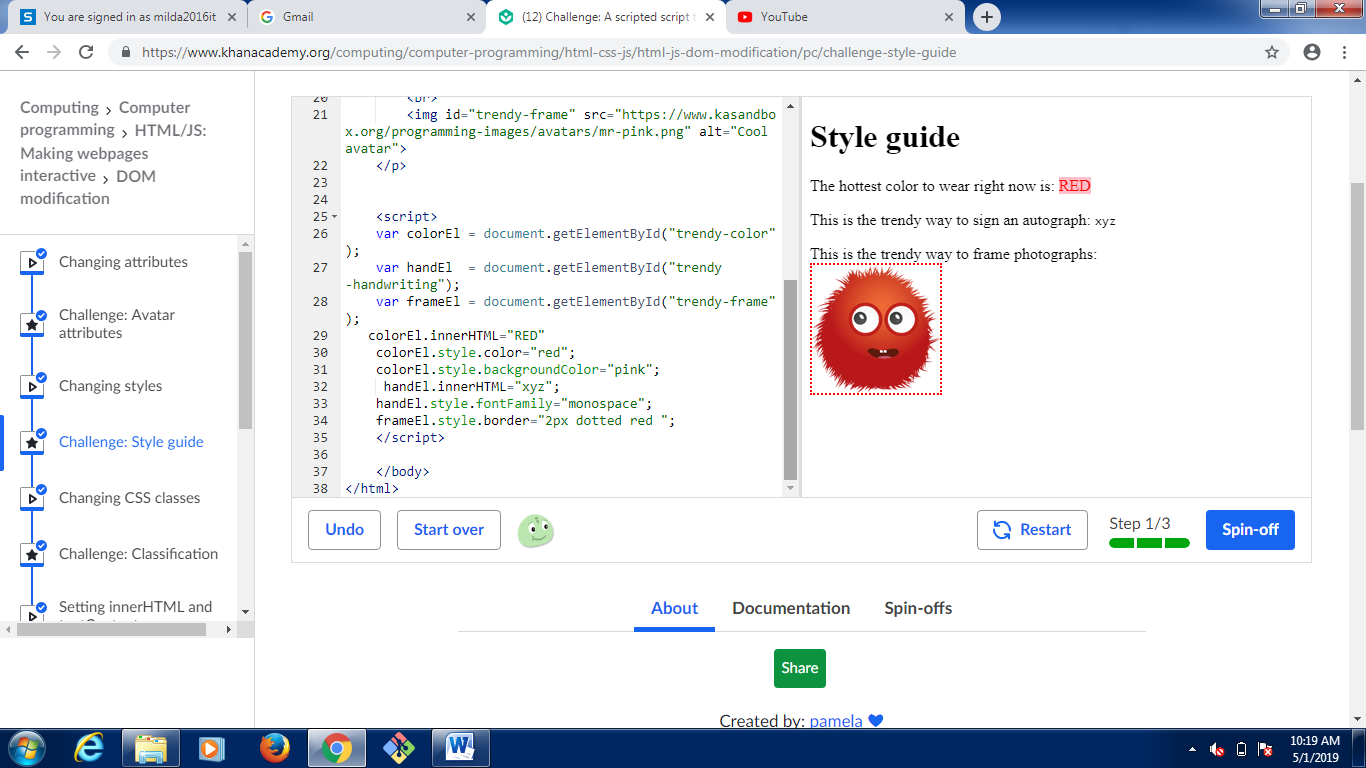 You are signed in as milda2016it
Gmail
(12) Challenge: A scripted script t
YouTube
https://www.khanacademy.org/computing/computer-programming/html-css-js/html-js-dom-modification/pc/challenge-style-guide
Computing > Computer
programming > HTML/JS:
Making webpages
interactive > DOM
modification
Changing attributes
Challenge: Avatar
attributes
Changing styles
Challenge: Style guide
Changing CSS classes
Challenge: Classification
Setting innerHTML and
20 <br>
21 <img id="trendy-frame" src="https://www.kasandbo
x.org/programming-images/avatars/mr-pink.png" alt="Cool
avatar">
22 </p>
23
24
25 <script>
26 var colorEl = document.getElementById("trendy-color"
);
27 var handEl = document.getElementById("trendy
-handwriting");
28 var frameEl = document.getElementById("trendy-frame"
);
29 colorEl.innerHTML="RED"
30 colorEl.style.color="red";
31 colorEl.style.backgroundColor="pink";
32 handEl.innerHTML="xyz";
33 handEl.style.fontFamily="monospace";
34 frameEl.style.border="2px dotted red ";
35 </script>
36
37 </body>
38 </html>
Style guide
The hottest color to wear right now is: RED
This is the trendy way to sign an autograph: xyz
This is the trendy way to frame photographs:
Undo
Start over
Restart
Step 1/3
Spin-off
About
Documentation
Spin-offs
Share
Created by: pamela
10:19 AM
5/1/2019